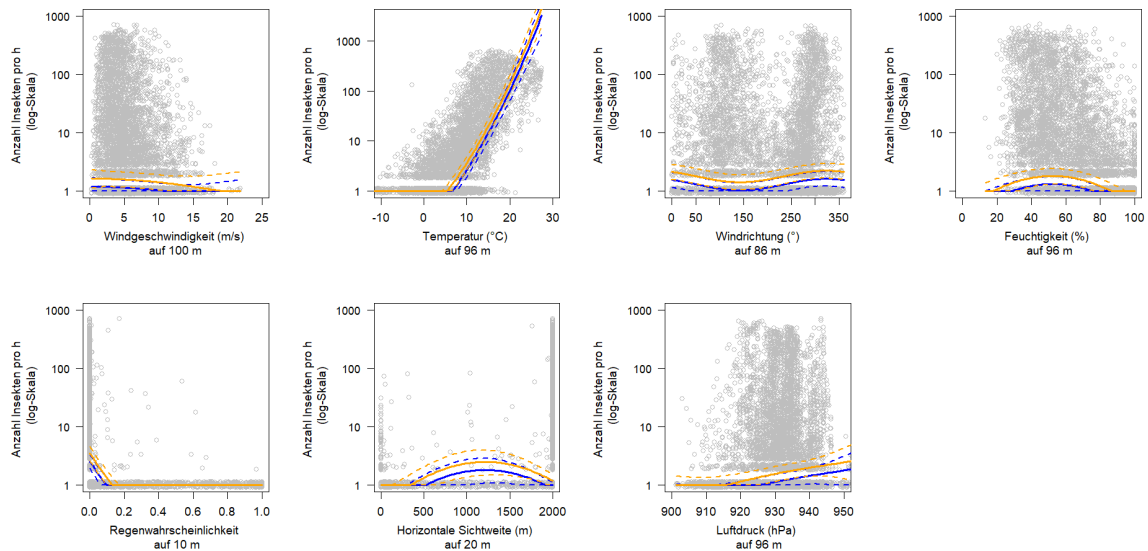 Anzahl Insekten pro h
(log-Skala)
1000
100
10
1
0 5 10 15 20 25
Windgeschwindigkeit (m/s)
auf 100 m
Anzahl Insekten pro h
(log-Skala)
1000
100
10
1
-10 0 10 20 30
Temperatur (°C)
auf 96 m
Anzahl Insekten pro h
(log-Skala)
1000
100
10
1
0 50 150 250 350
Windrichtung (°)
auf 86 m
Anzahl Insekten pro h
(log-Skala)
1000
100
10
1
0 20 40 60 80 100
Feuchtigkeit (%)
auf 96 m
Anzahl Insekten pro h
(log-Skala)
1000
100
10
1
0.0 0.2 0.4 0.6 0.8 1.0
Regenwahrscheinlichkeit
auf 10 m
Anzahl Insekten pro h
(log-Skala)
1000
100
10
1
0 500 1000 1500 2000
Horizontale Sichtweite (m)
auf 20 m
Anzahl Insekten pro h
(log-Skala)
1000
100
10
1
900 910 920 930 940 950
Luftdruck (hPa)
auf 96 m